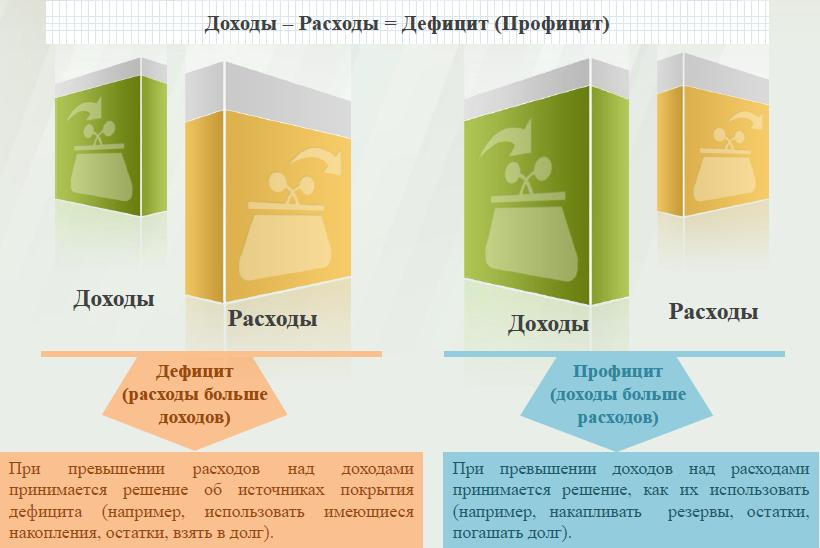 Доходы – Расходы = Дефицит (Профицит)
Доходы
Расходы
Дефицит
(расходы больше
доходов)
При превышении расходов над доходами
принимается решение об источниках покрытия
дефицита (например, использовать имеющиеся
накопления, остатки, взять в долг).
Доходы
Расходы
Профицит
(доходы больше
расходов)
При превышении доходов над расходами
принимается решение, как их использовать
(например, накапливать резервы, остатки,
погашать долг).